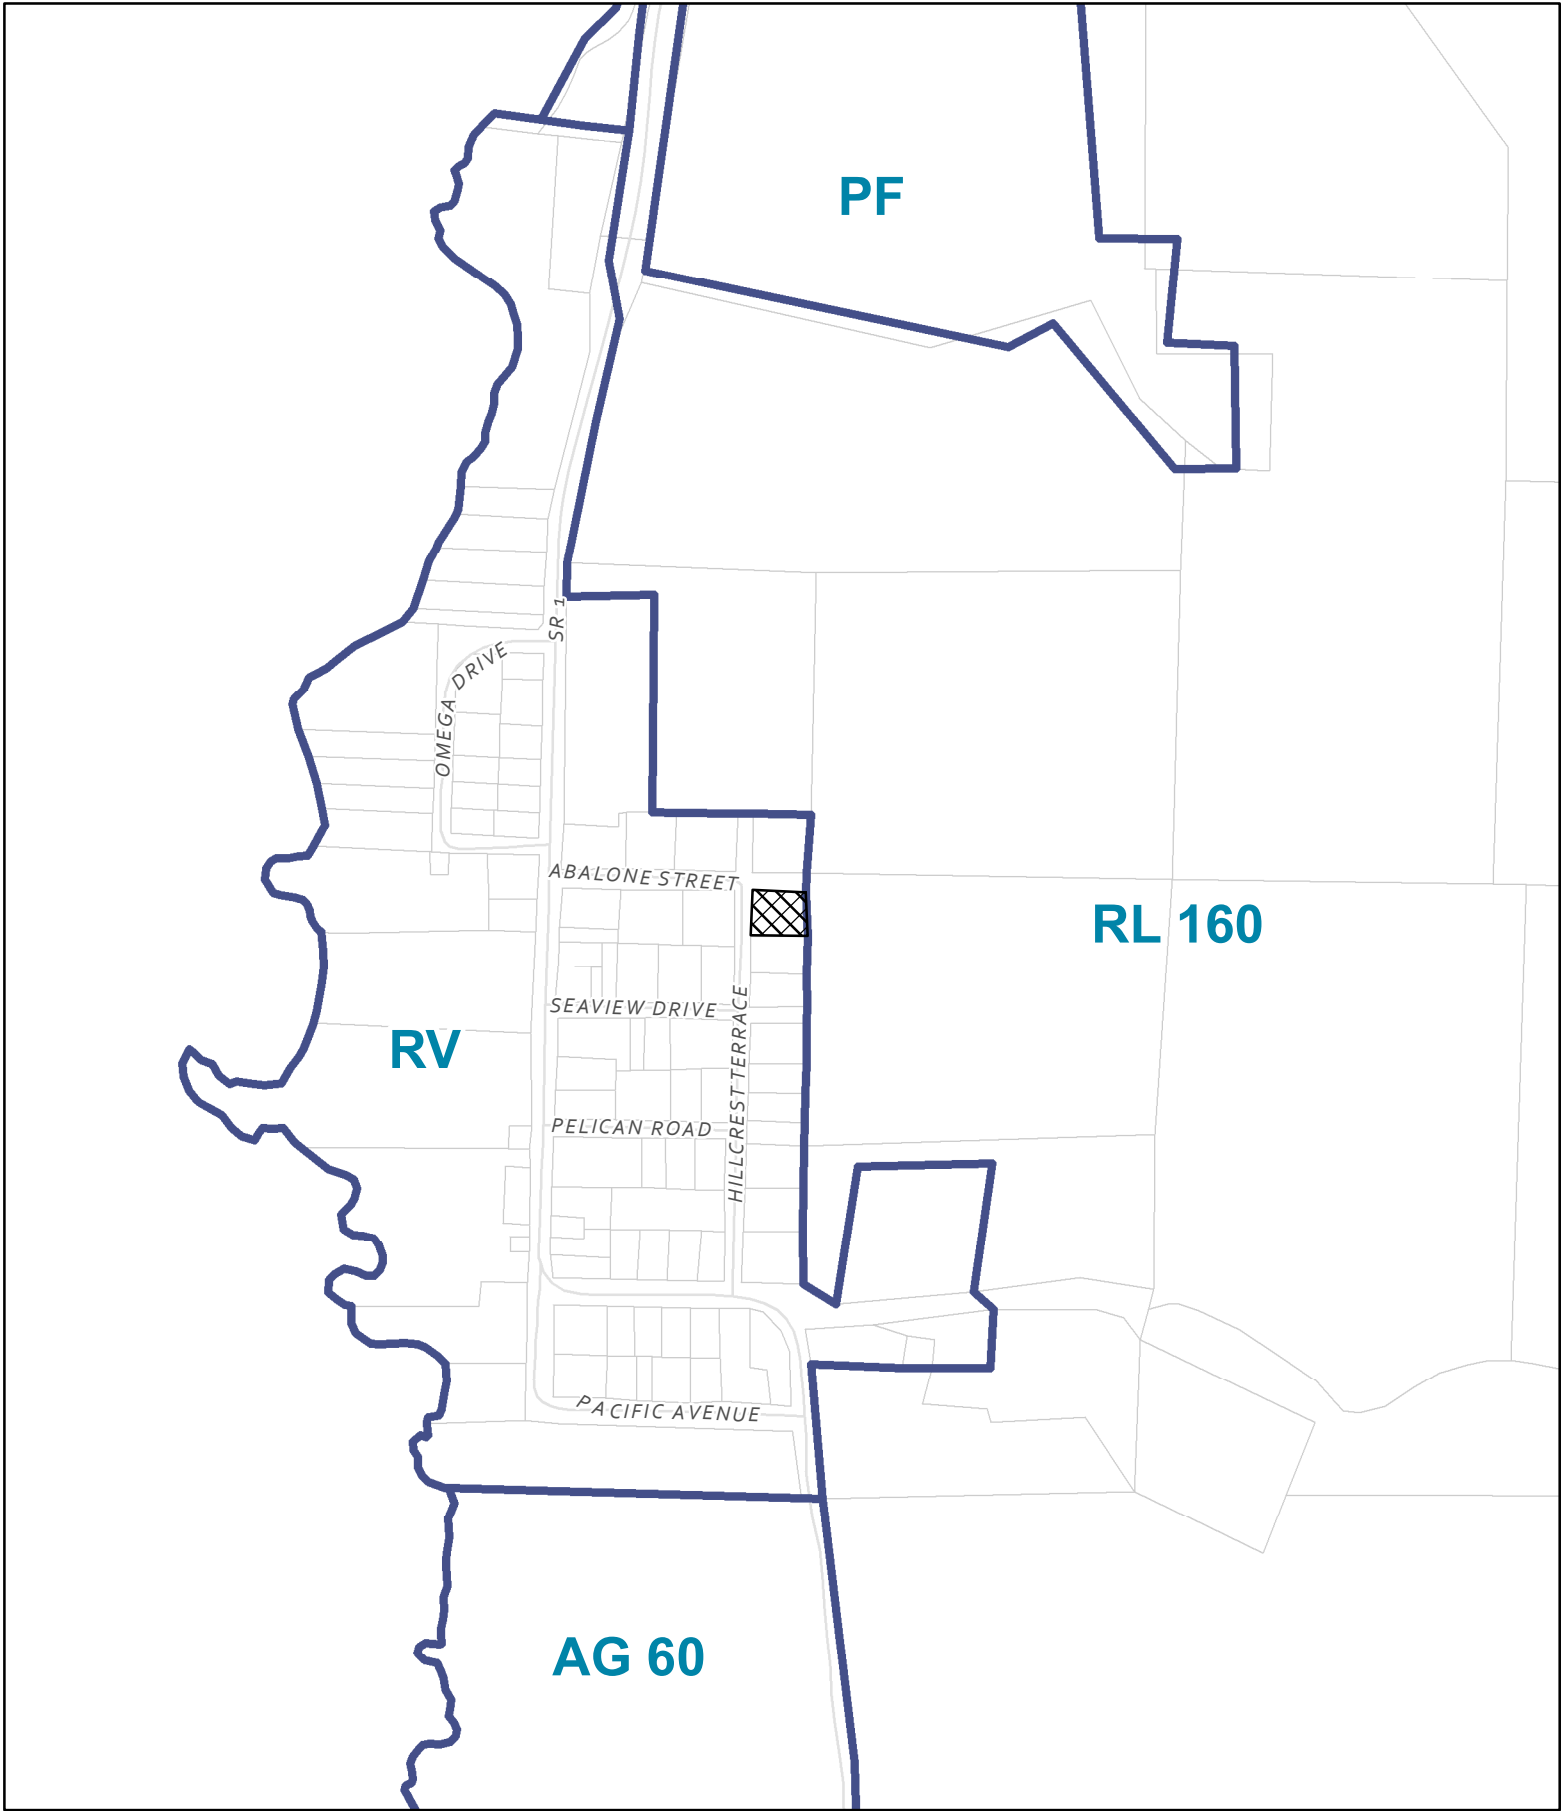 PF
SR 1
OMEGA DRIVE
ABALONE STREET
RL 160
SEAVIEW DRIVE
HILLCREST TERRACE
RV
PELICAN ROAD
PACIFIC AVENUE
AG 60